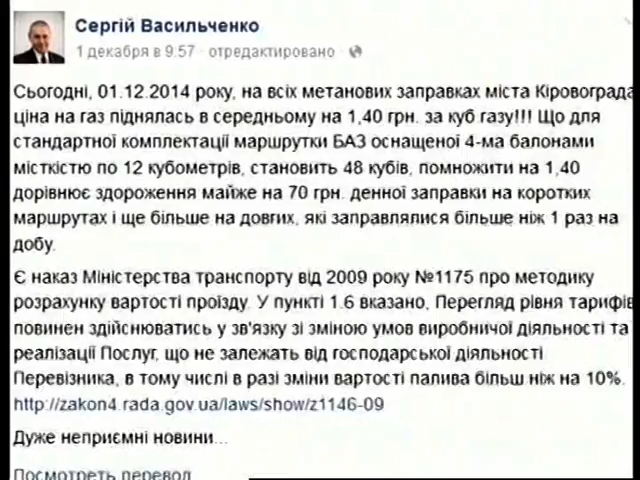 Сергій Васильченко
1 декабря в 9:57 · отредактировано ·
Сьогодні, 01.12.2014 року, на всіх метанових заправках міста Кіровограда
ціна на газ піднялась в середньому на 1,40 грн. за куб газу!!! Що для
стандартної комплектації маршрутки БАЗ оснащеної 4-ма балонами
місткістю по 12 кубометрів, становить 48 кубів, помножити на 1,40
дорівнює здороження майже на 70 грн. денної заправки на коротких
маршрутах і ще більше на довгих, які заправлялися більше ніж 1 раз на
добу.
Є наказ Міністерства транспорту від 2009 року №1175 про методику
розрахунку вартості проїзду. У пункті 1.6 вказано, Перегляд рівня тарифів
повинен здійснюватись у зв'язку зі зміною умов виробничої діяльності та
реалізації Послуг, що не залежать від господарської діяльності
Перевізника, в тому числі в разі зміни вартості палива більш ніж на 10%.
http://zakon4.rada.gov.ua/laws/show/z1146-09
Дуже неприємні новини...
Посмотреть перевод